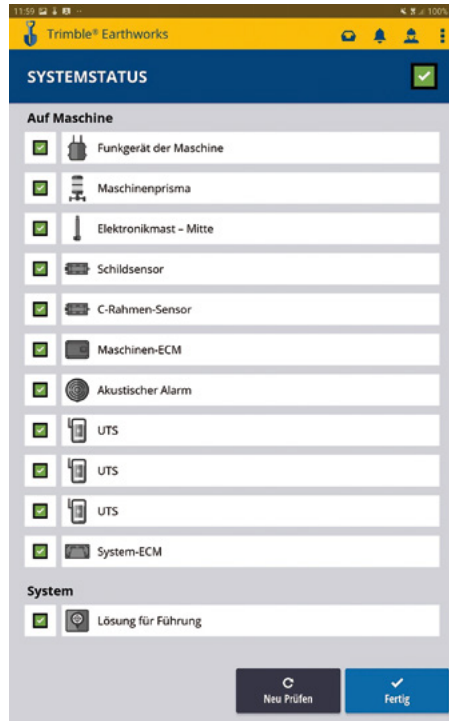 11:59
100%
Trimble® Earthworks
SYSTEMSTATUS
Auf Maschine
Funkgerät der Maschine
Maschinenprisma
Elektronikmast – Mitte
Schildsensor
C-Rahmen-Sensor
Maschinen-ECM
Akustischer Alarm
UTS
UTS
UTS
System-ECM
System
Lösung für Führung
Neu Prüfen
Fertig